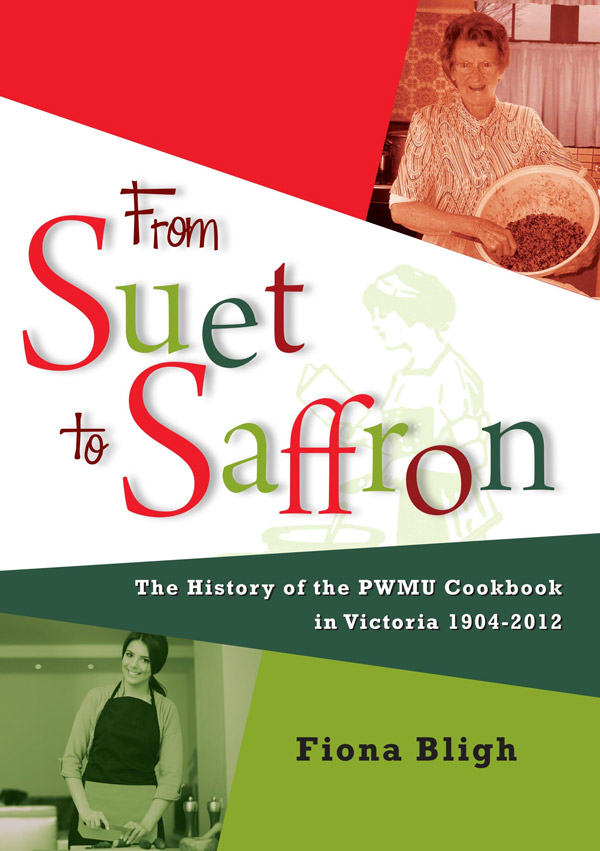 From
Suet
to Saffron
The History of the PWMU Cookbook
in Victoria 1904-2012
Fiona Bligh